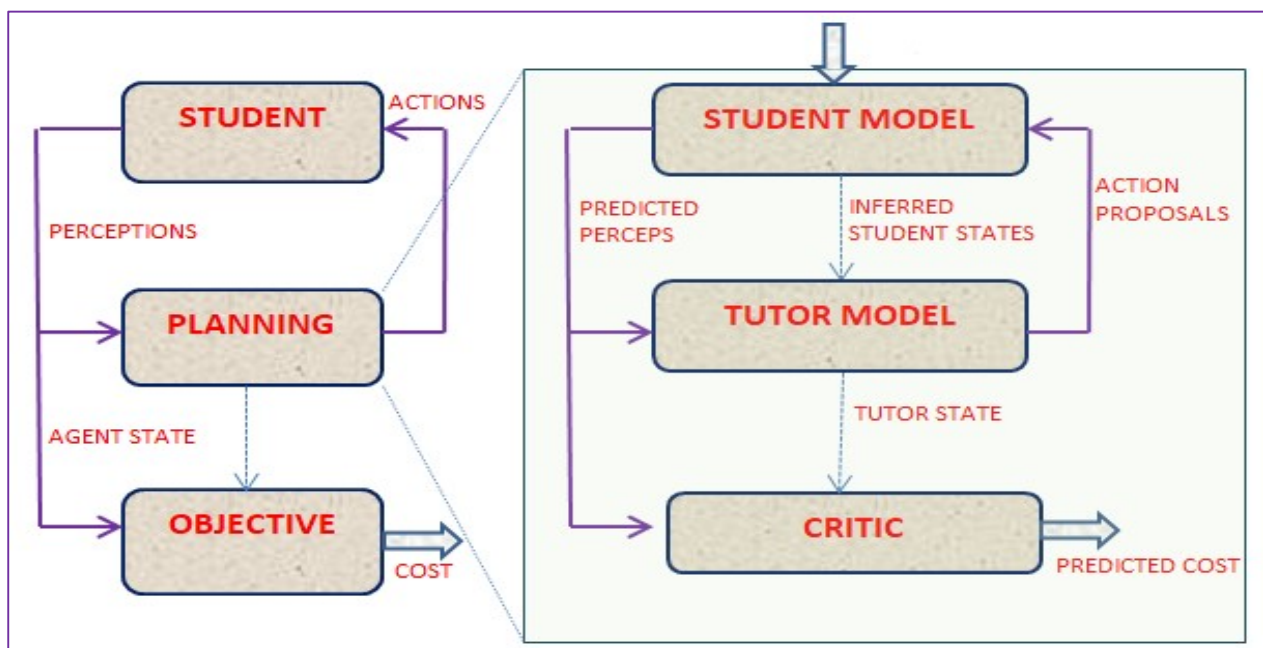 STUDENT
ACTIONS
PERCEPTIONS
PLANNING
AGENT STATE
OBJECTIVE
COST
STUDENT MODEL
PREDICTED
PERCEPS
INFERRED
STUDENT STATES
ACTION
PROPOSALS
TUTOR MODEL
TUTOR STATE
CRITIC
PREDICTED COST